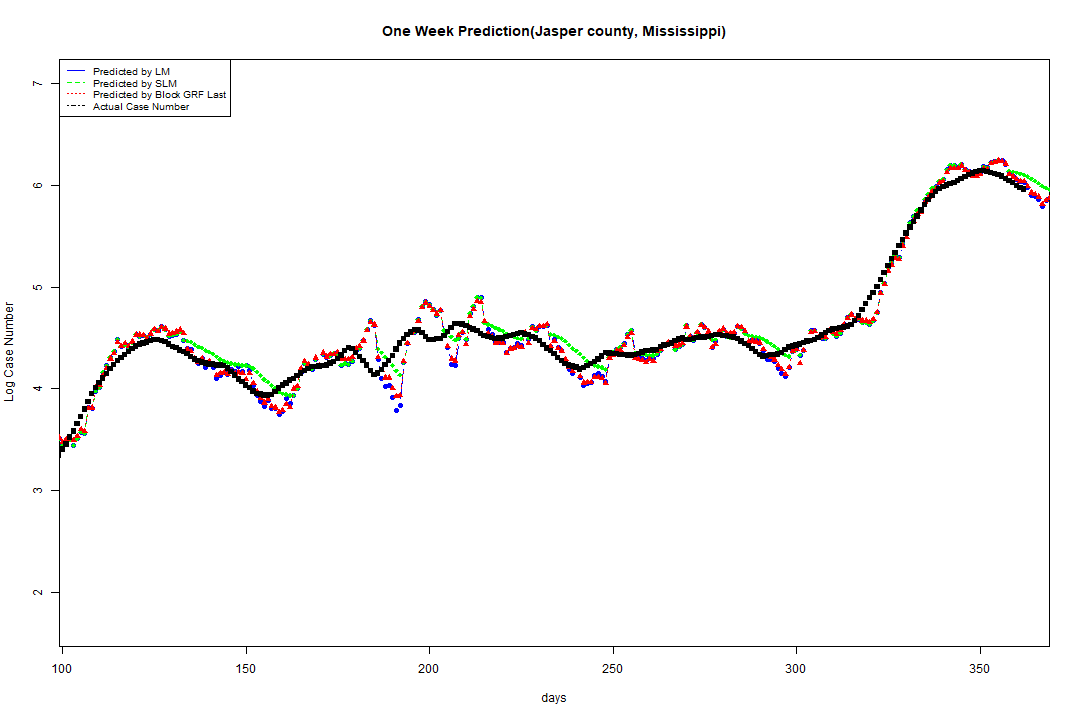 One Week Prediction(Jasper county, Mississippi)
Predicted by LM
Predicted by SLM
Predicted by Block GRF Last
Actual Case Number
Log Case Number
7
6
5
4
3
2
100 150 200 250 300 350
days